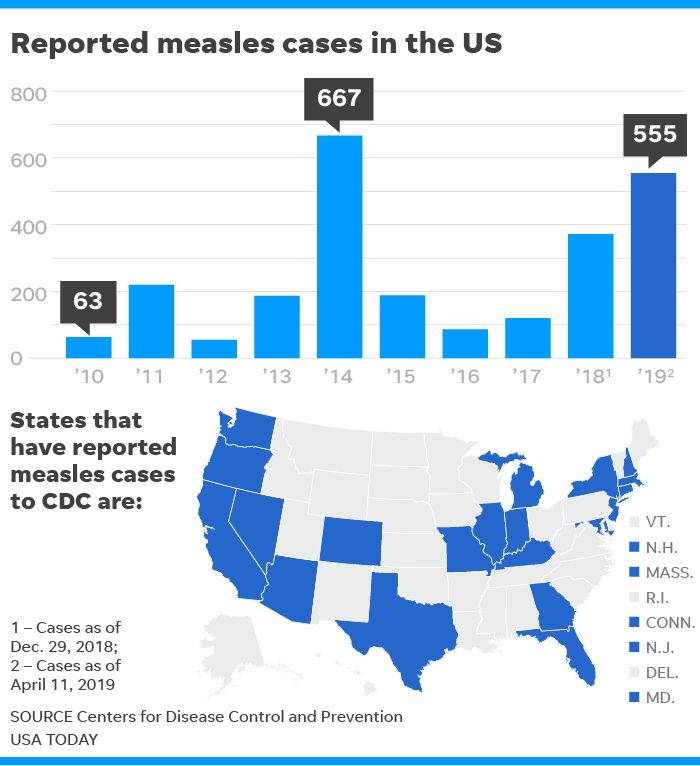 Reported measles cases in the US
800
600
400
200
0
63
667
555
’10 ’11 ’12 ’13 ’14 ’15 ’16 ’17 ’18¹ ’19²
States that
have reported
measles cases
to CDC are:
VT.
N.H.
MASS.
R.I.
CONN.
N.J.
DEL.
MD.
1 – Cases as of
Dec. 29, 2018;
2 – Cases as of
April 11, 2019
SOURCE Centers for Disease Control and Prevention
USA TODAY